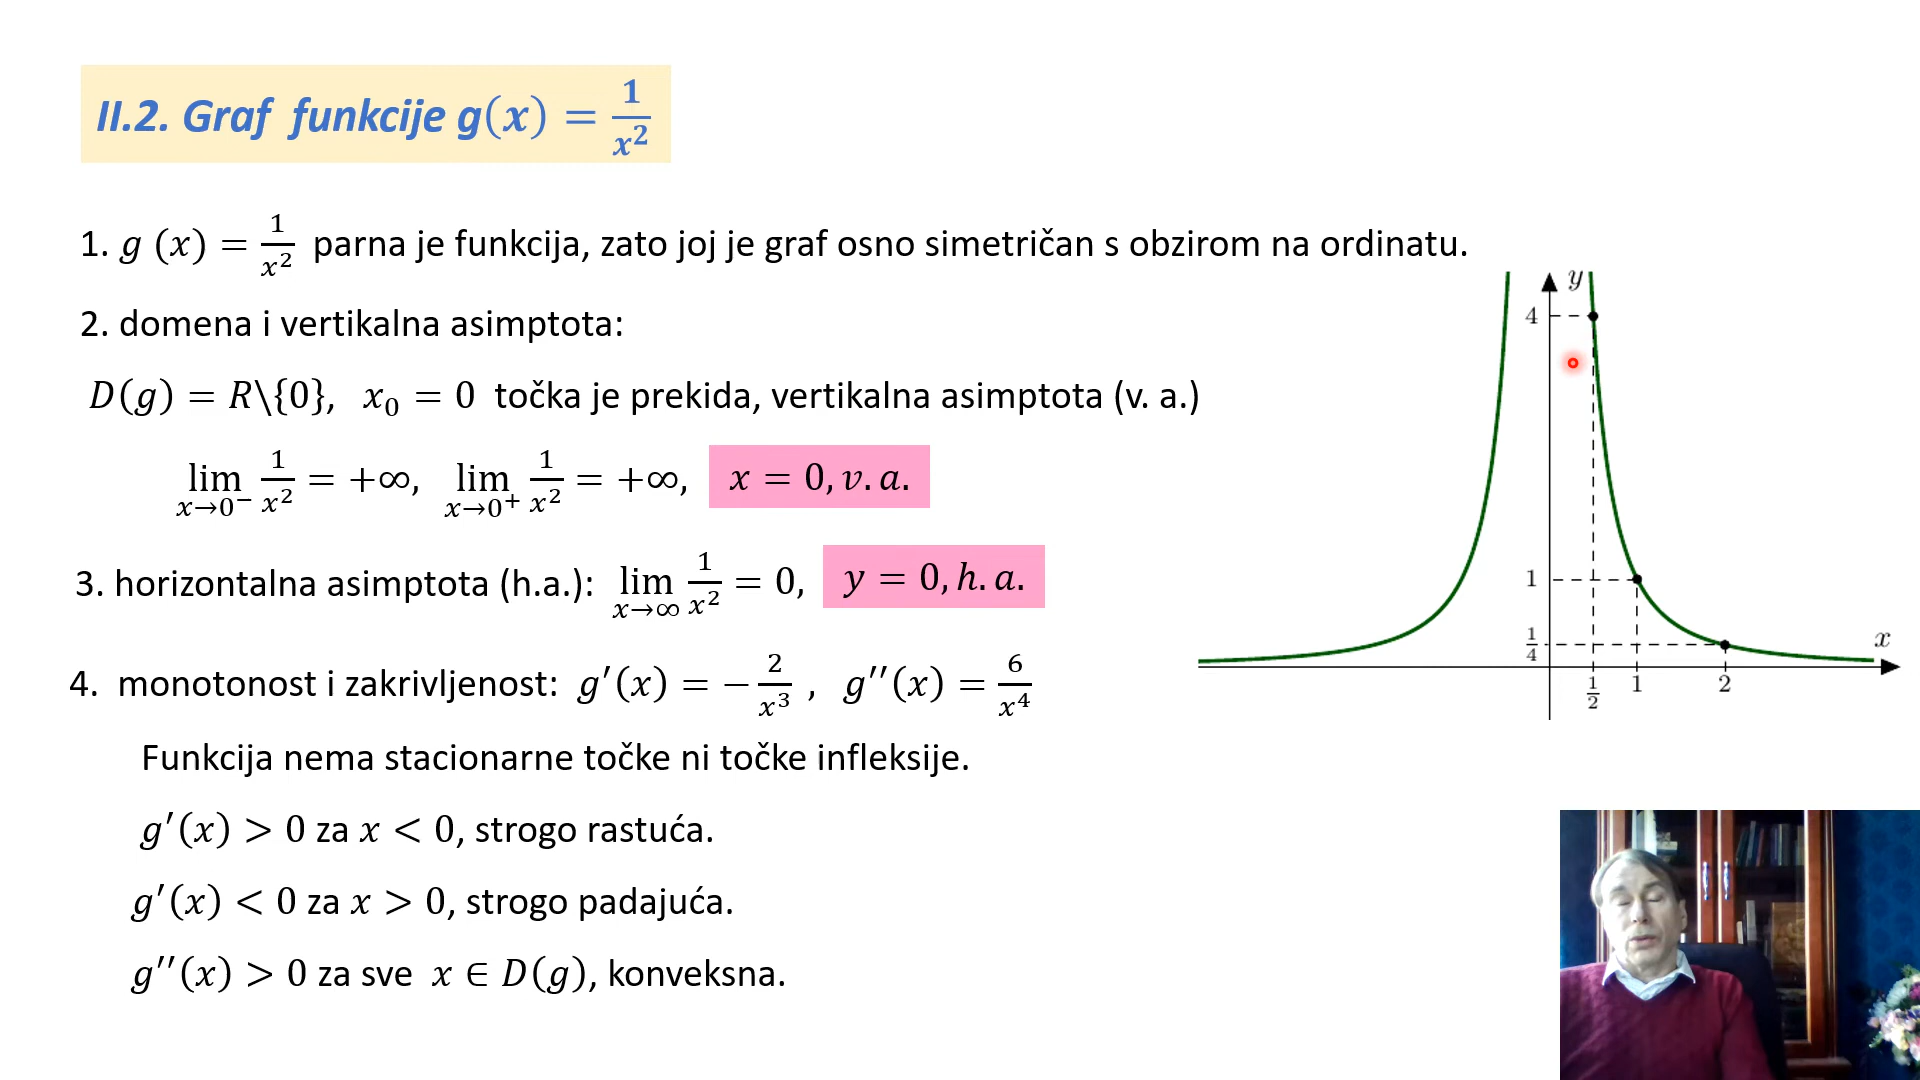 II.2. Graf funkcije g(x) = 1/x²
1. g (x) = 1/x² parna je funkcija, zato joj je graf osno simetričan s obzirom na ordinatu.
2. domena i vertikalna asimptota:
D(g) = R\{0}, x₀ = 0 točka je prekida, vertikalna asimptota (v. a.)
lim x→0⁻ 1/x² = +∞, lim x→0⁺ 1/x² = +∞, x = 0, v. a.
3. horizontalna asimptota (h.a.): lim x→∞ 1/x² = 0, y = 0, h. a.
4. monotonost i zakrivljenost: g′(x) = −2/x³ , g′′(x) = 6/x⁴
Funkcija nema stacionarne točke ni točke infleksije.
g′(x) > 0 za x < 0, strogo rastuća.
g′(x) < 0 za x > 0, strogo padajuća.
g′′(x) > 0 za sve x ∈ D(g), konveksna.
y
4
1
1/4
x
1/2 1 2